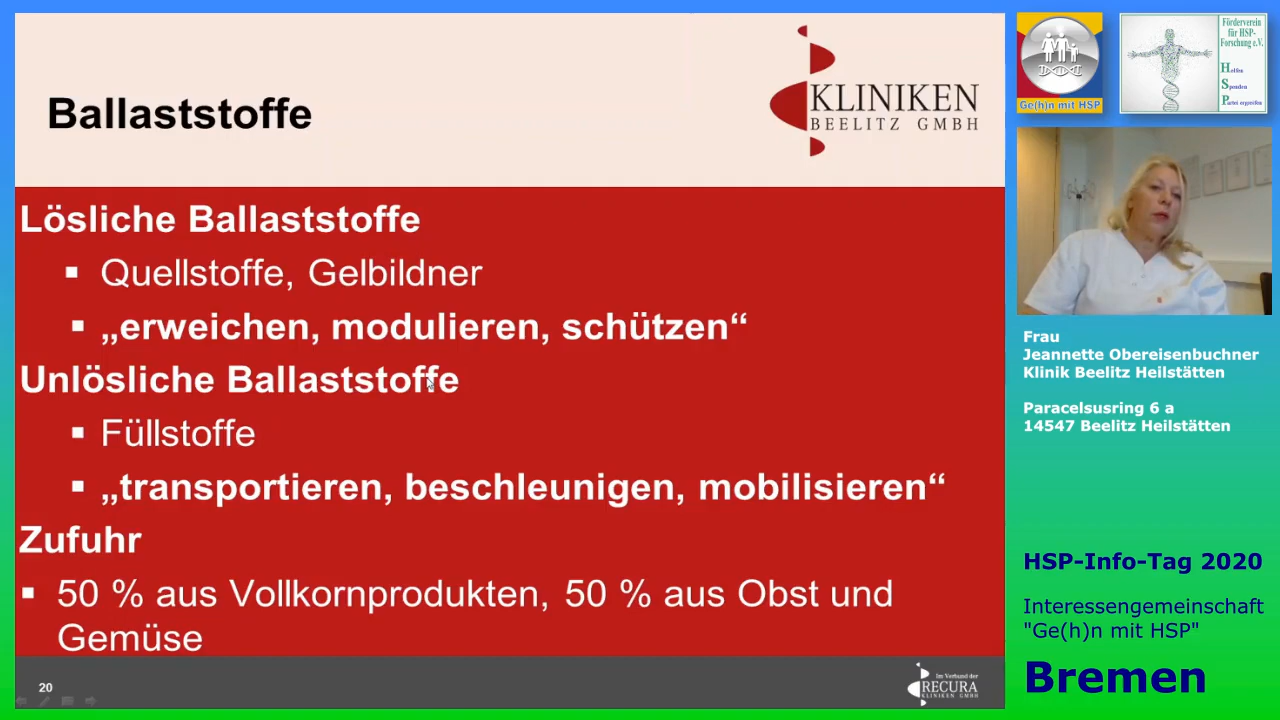 Ballaststoffe
KLINIKEN
BEELITZ GMBH
Lösliche Ballaststoffe
▪ Quellstoffe, Gelbildner
▪ „erweichen, modulieren, schützen“
Unlösliche Ballaststoffe
▪ Füllstoffe
▪ „transportieren, beschleunigen, mobilisieren“
Zufuhr
▪ 50 % aus Vollkornprodukten, 50 % aus Obst und
Gemüse
20
Im Verbund der
RECURA
KLINIKEN GMBH
Ge(h)n mit HSP
Förderverein
für HSP-
Forschung e.V.
Helfen
Spenden
Partei ergreifen
Frau
Jeannette Obereisenbuchner
Klinik Beelitz Heilstätten
Paracelsusring 6 a
14547 Beelitz Heilstätten
HSP-Info-Tag 2020
Interessengemeinschaft
"Ge(h)n mit HSP"
Bremen